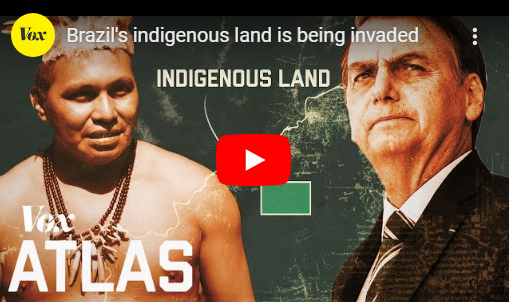 Vox
Brazil's indigenous land is being invaded
INDIGENOUS LAND
Vox
ATLAS